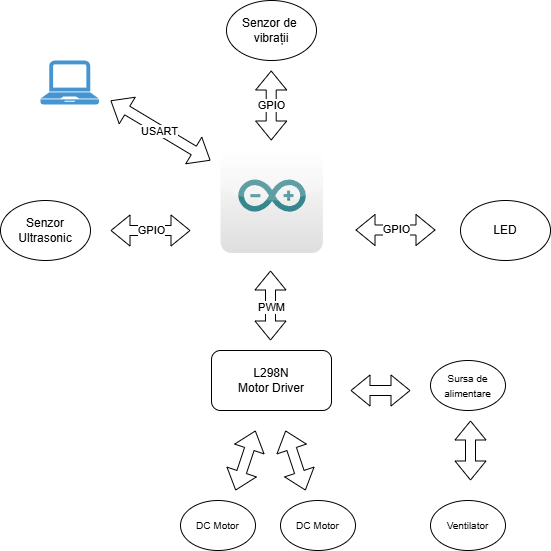 Senzor de
vibrații
GPIO
USART
Senzor
Ultrasonic
GPIO
GPIO
LED
PWM
L298N
Motor Driver
Sursa de
alimentare
DC Motor
DC Motor
Ventilator